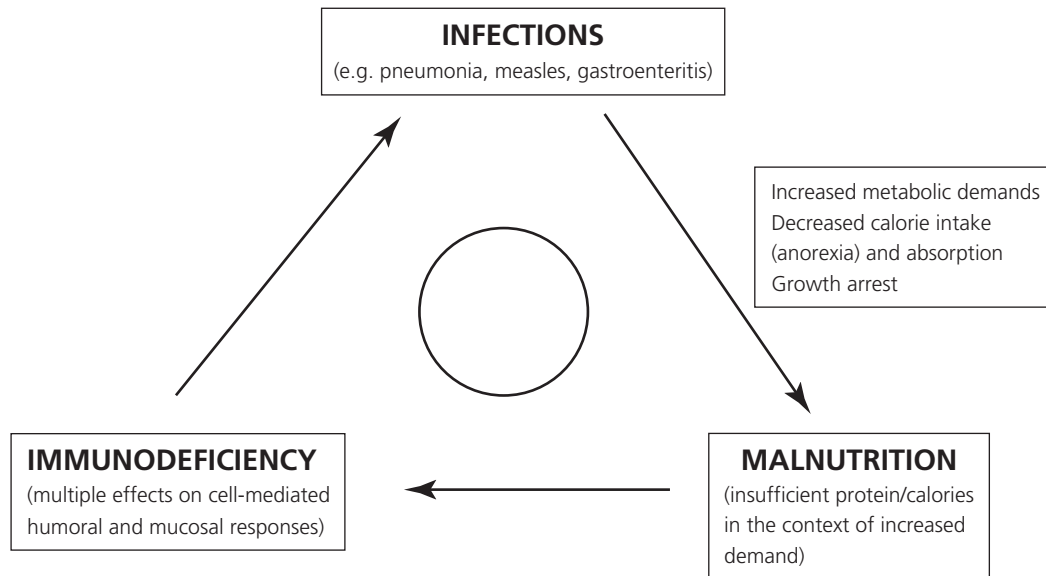 INFECTIONS
(e.g. pneumonia, measles, gastroenteritis)
Increased metabolic demands
Decreased calorie intake
(anorexia) and absorption
Growth arrest
IMMUNODEFICIENCY
(multiple effects on cell-mediated
humoral and mucosal responses)
MALNUTRITION
(insufficient protein/calories
in the context of increased
demand)